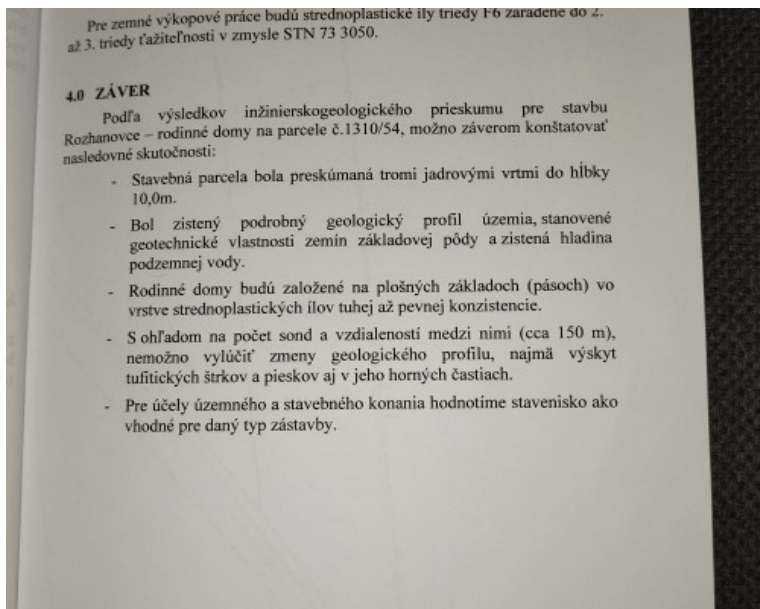 Pre zemné výkopové práce budú strednoplastické íly triedy F6 zaradené do 2.
až 3. triedy ťažiteľnosti v zmysle STN 73 3050.
4.0 ZÁVER
Podľa výsledkov inžinierskogeologického prieskumu pre stavbu
Rozhanovce – rodinné domy na parcele č.1310/54, možno záverom konštatovať
nasledovné skutočnosti:
- Stavebná parcela bola preskúmaná tromi jadrovými vrtmi do hĺbky
10,0m.
- Bol zistený podrobný geologický profil územia, stanovené
geotechnické vlastnosti zemín základovej pôdy a zistená hladina
podzemnej vody.
- Rodinné domy budú založené na plošných základoch (pásoch) vo
vrstve strednoplastických ílov tuhej až pevnej konzistencie.
- S ohľadom na počet sond a vzdialeností medzi nimi (cca 150 m),
nemožno vylúčiť zmeny geologického profilu, najmä výskyt
tufitických štrkov a pieskov aj v jeho horných častiach.
- Pre účely územného a stavebného konania hodnotíme stavenisko ako
vhodné pre daný typ zástavby.